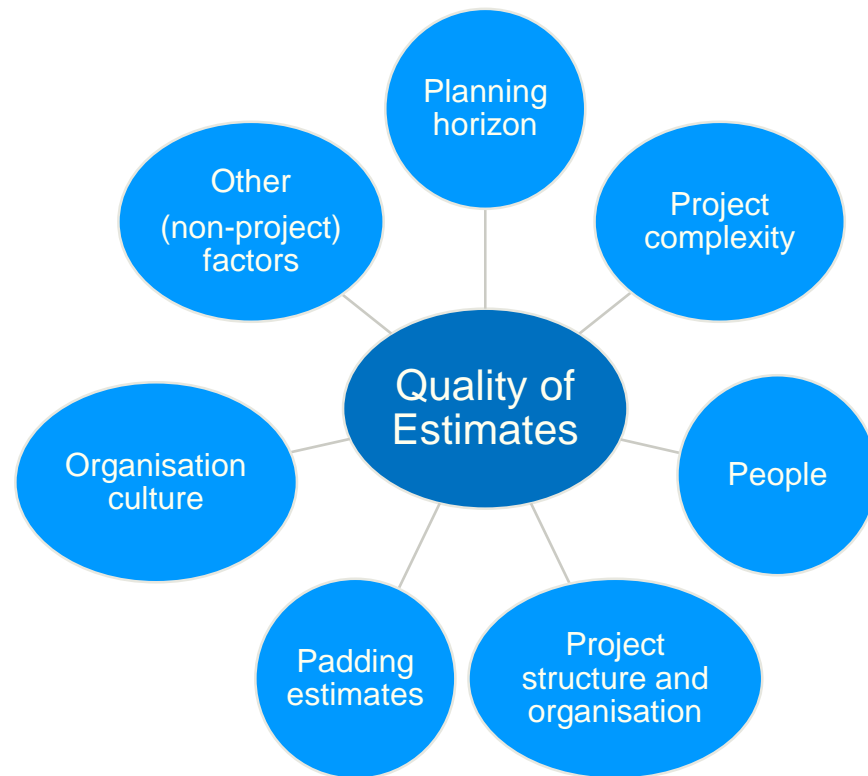 Planning
horizon
Other
(non-project)
factors
Project
complexity
Quality of
Estimates
Organisation
culture
People
Padding
estimates
Project
structure and
organisation